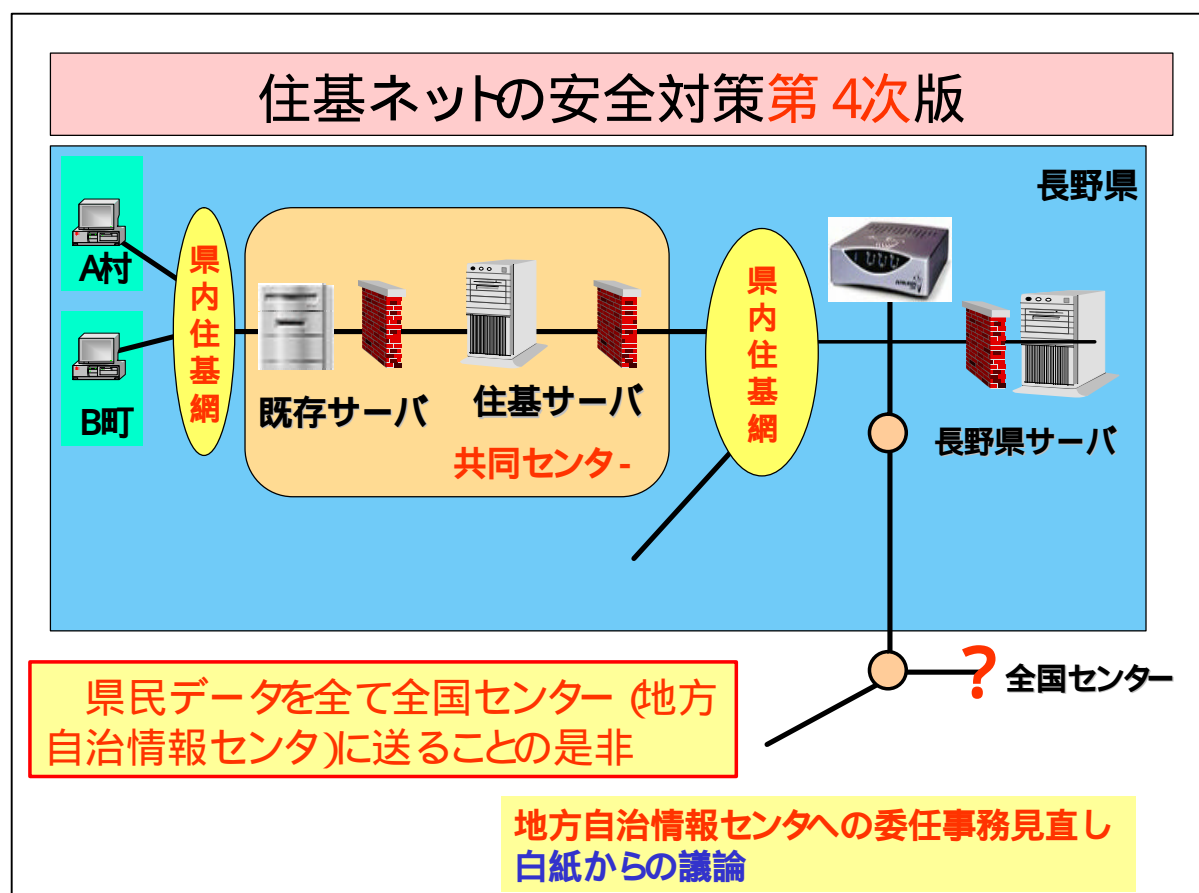 住基ネットの安全対策第4次版
長野県
A村
B町
県内住基網
既存サーバ
住基サーバ
共同センタ-
県内住基網
長野県サーバ
?
全国センター
県民データを全て全国センター(地方
自治情報センタ)に送ることの是非
地方自治情報センタへの委任事務見直し
白紙からの議論